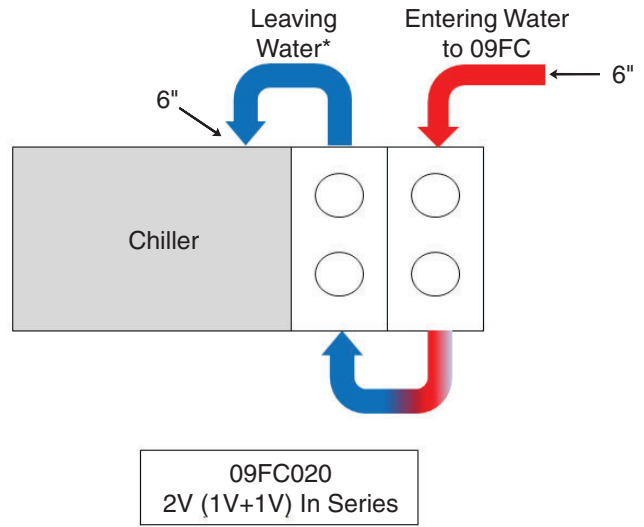 Leaving
Water*
Entering Water
to 09FC
6"
6"
Chiller
09FC020
2V (1V+1V) In Series